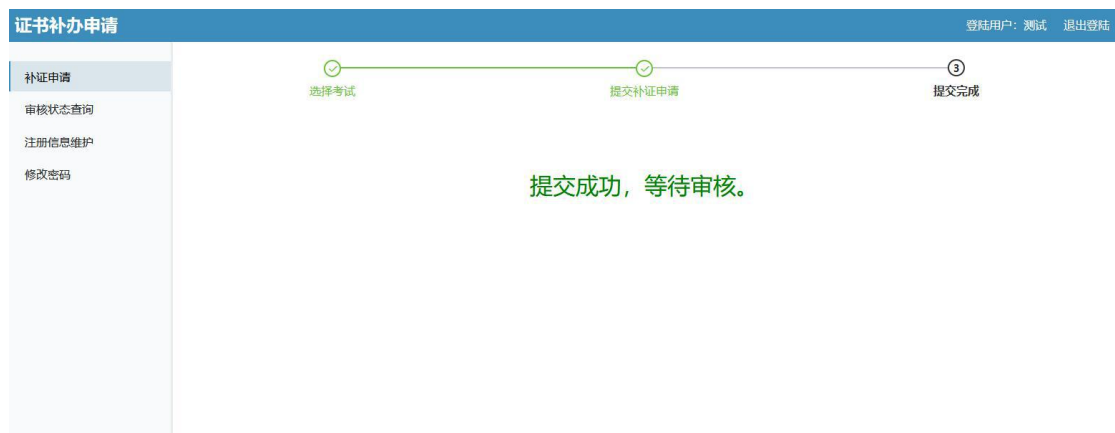 证书补办申请 登陆用户：测试 退出登陆
补证申请
审核状态查询
注册信息维护
修改密码
选择考试 提交补证申请 3 提交完成
提交成功，等待审核。